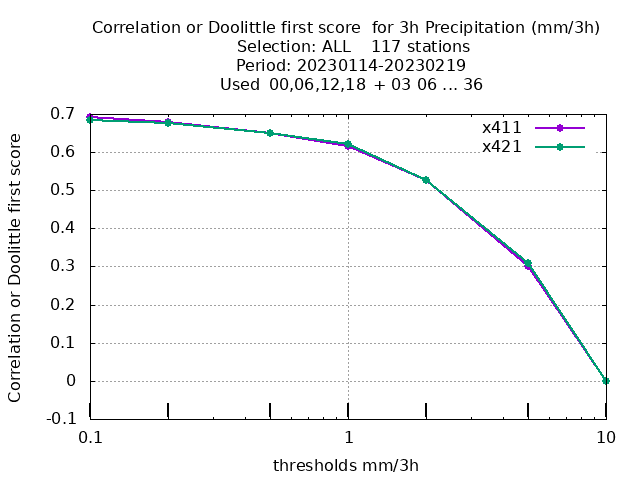 Correlation or Doolittle first score  for 3h Precipitation (mm/3h)
Selection: ALL    117 stations
Period: 20230114-20230219
Used  00,06,12,18  + 03 06 ... 36
x411
x421
0.7
0.6
0.5
0.4
0.3
0.2
0.1
0
-0.1
0.1
1
10
Correlation or Doolittle first score
thresholds mm/3h